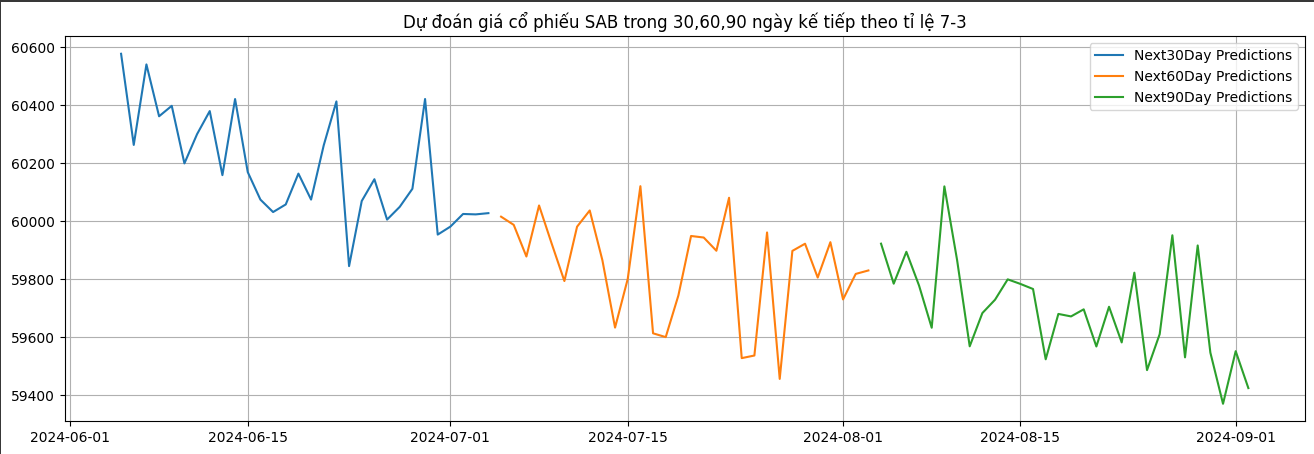 Dự đoán giá cổ phiếu SAB trong 30,60,90 ngày kế tiếp theo tỉ lệ 7-3
Next30Day Predictions
Next60Day Predictions
Next90Day Predictions
60600
60400
60200
60000
59800
59600
59400
2024-06-01 2024-06-15 2024-07-01 2024-07-15 2024-08-01 2024-08-15 2024-09-01